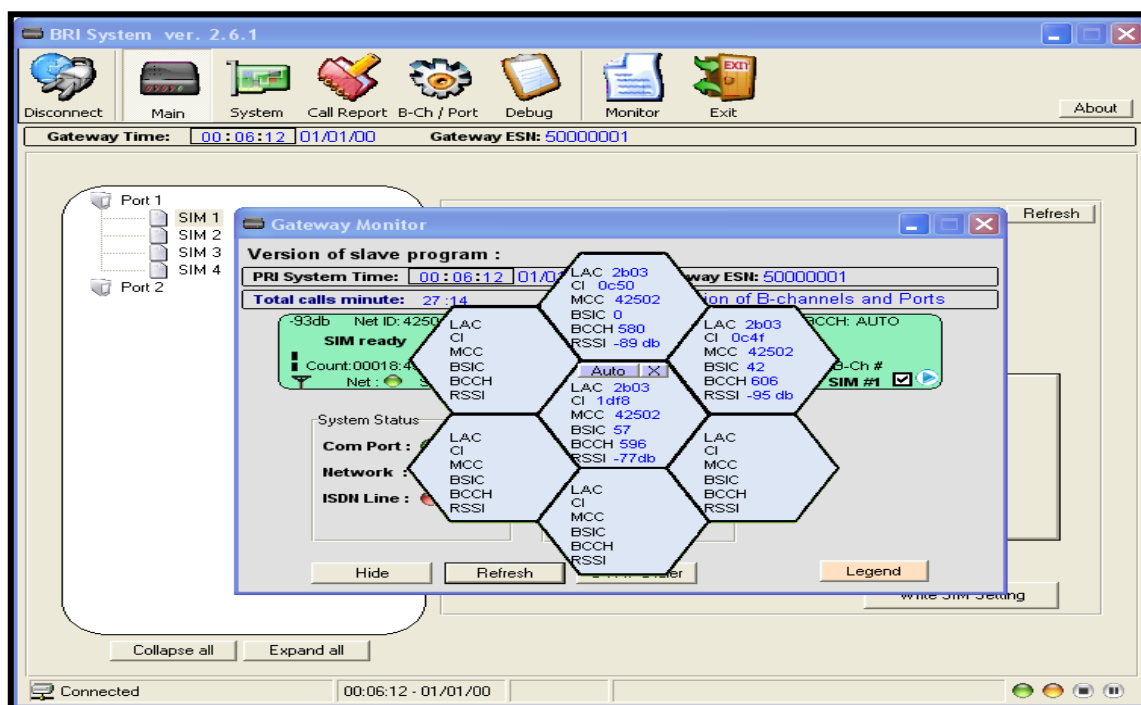 BRI System ver. 2.6.1
Disconnect Main System Call Report B-Ch / Port Debug Monitor EXIT Exit
About
Gateway Time: 00:06:12 01/01/00 Gateway ESN: 50000001
Port 1
SIM 1
SIM 2
SIM 3
SIM 4
Port 2
Refresh
Gateway Monitor
Version of slave program :
PRI System Time: 00:06:12 ESN: 50000001
Total calls minute: 27 :14 of B-channels and Ports
-93db Net ID: BCCH: AUTO
SIM ready
Count:00018: B-Ch #
Net : SIM #1
LAC 2b03
CI 0c50
MCC 42502
BSIC 0
BCCH 580
RSSI -89 db
LAC
CI
MCC
BSIC
BCCH
RSSI
LAC 2b03
CI 0c4f
MCC 42502
BSIC 42
BCCH 606
RSSI -95 db
Auto X
LAC 2b03
CI 1df8
MCC 42502
BSIC 57
BCCH 596
RSSI -77db
System Status
Com Port :
Network :
ISDN Line :
LAC
CI
MCC
BSIC
BCCH
RSSI
LAC
CI
MCC
BSIC
BCCH
RSSI
LAC
CI
MCC
BSIC
BCCH
RSSI
Hide Refresh Legend
Write SIM Setting
Collapse all Expand all
Connected 00:06:12 - 01/01/00